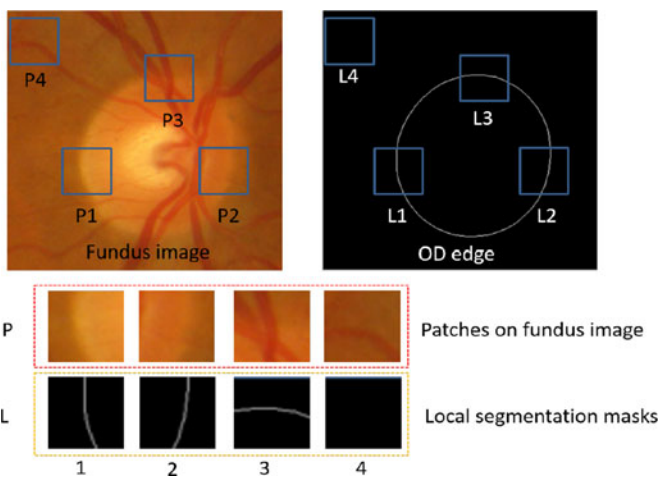 P4
P3
P1
P2
Fundus image
L4
L3
L1
L2
OD edge
P
Patches on fundus image
L
Local segmentation masks
1
2
3
4